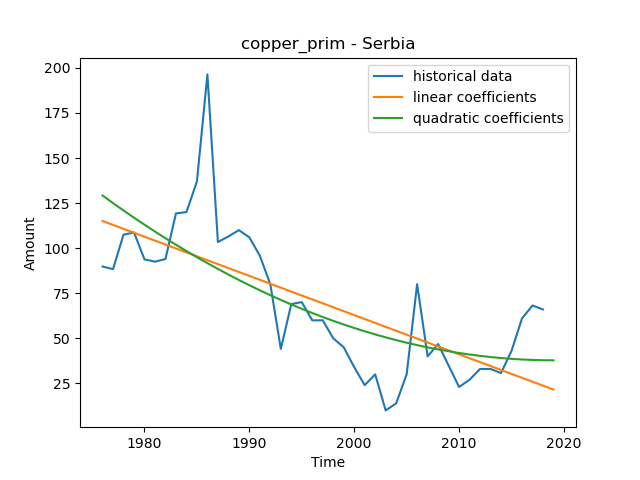 copper_prim - Serbia
historical data
linear coefficients
quadratic coefficients
200
175
150
125
100
75
50
25
Amount
1980 1990 2000 2010 2020
Time